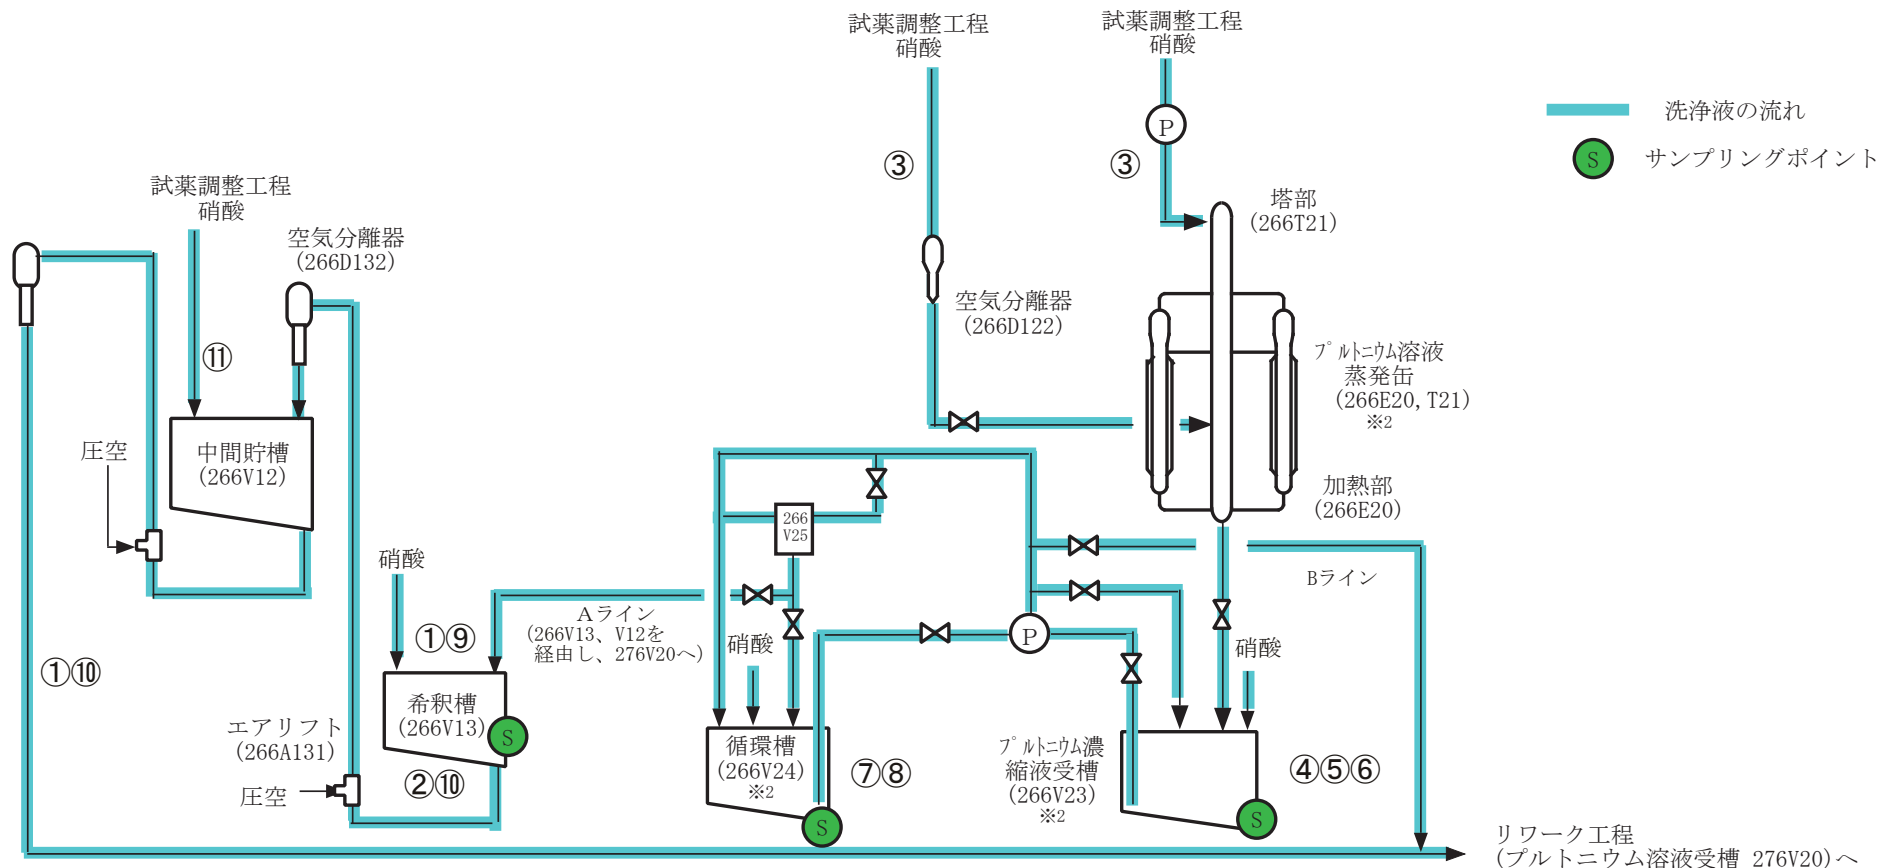 試薬調整工程
硝酸
試薬調整工程
硝酸
P
③
③
洗浄液の流れ
S
サンプリングポイント
試薬調整工程
硝酸
空気分離器
(266D132)
塔部
(266T21)
空気分離器
(266D122)
⑪
プルトニウム溶液
蒸発缶
(266E20, T21)
※2
圧空
中間貯槽
(266V12)
加熱部
(266E20)
266
V25
硝酸
Bライン
Aライン
(266V13、V12を
経由し、276V20へ)
①⑨
硝酸
P
硝酸
①⑩
希釈槽
(266V13)
S
エアリフト
(266A131)
②⑩
圧空
循環槽
(266V24)
※2
S
⑦⑧
プルトニウム濃
縮液受槽
(266V23)
※2
S
④⑤⑥
リワーク工程
(プルトニウム溶液受槽 276V20)へ